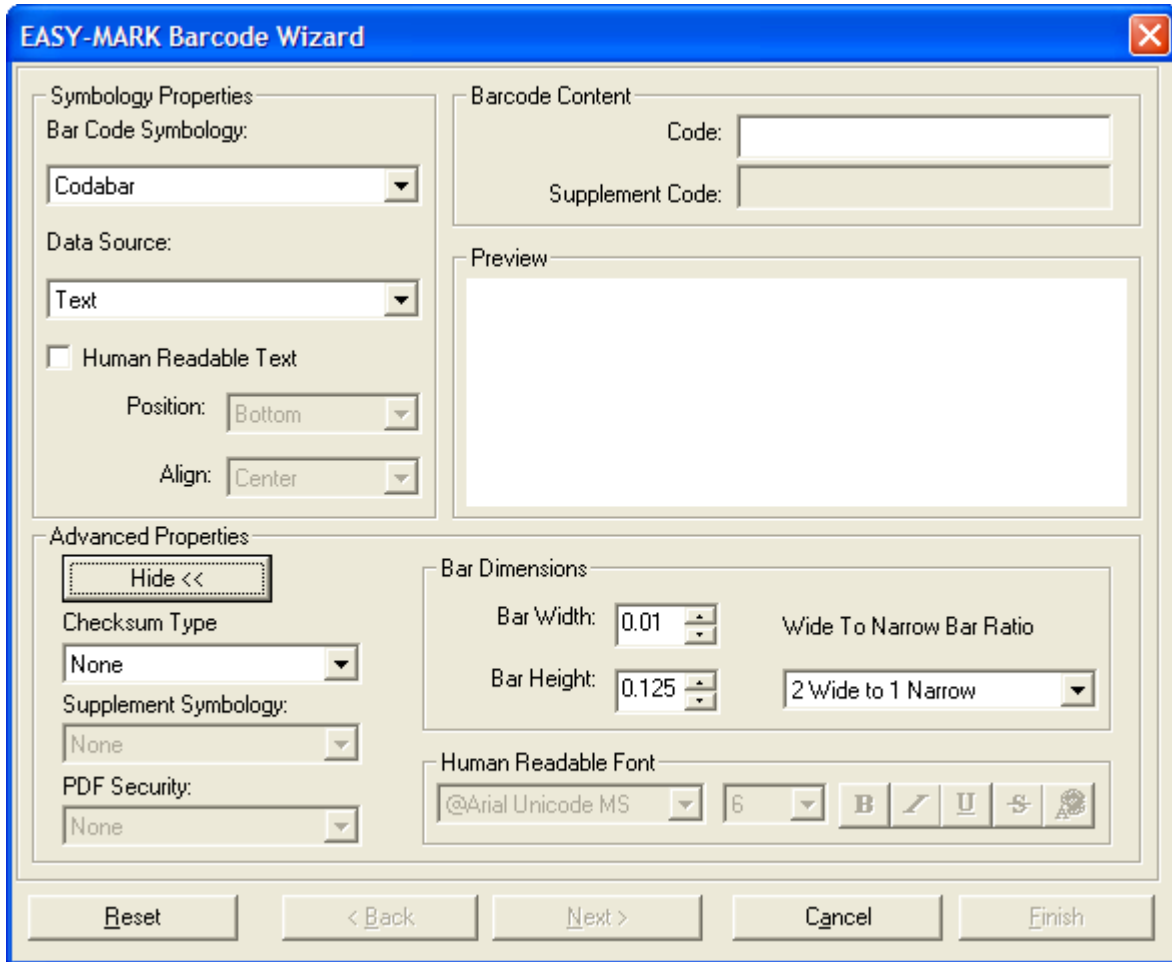 EASY-MARK Barcode Wizard
Symbology Properties
Bar Code Symbology:
Codabar
Data Source:
Text
Human Readable Text
Position: Bottom
Align: Center
Barcode Content
Code:
Supplement Code:
Preview
Advanced Properties
Hide <<
Checksum Type
None
Supplement Symbology:
None
PDF Security:
None
Bar Dimensions
Bar Width: 0.01
Bar Height: 0.125
Wide To Narrow Bar Ratio
2 Wide to 1 Narrow
Human Readable Font
@Arial Unicode MS 6 B I U S A
Reset < Back Next > Cancel Finish